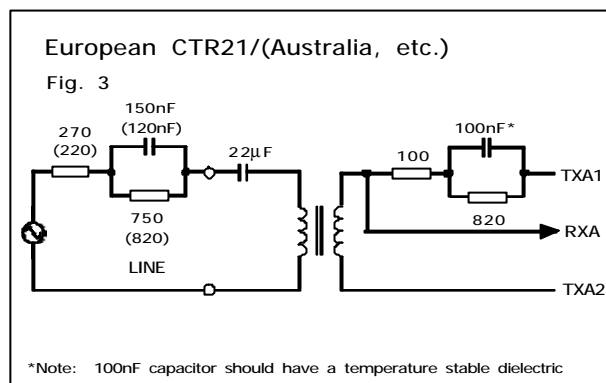 European CTR21/(Australia, etc.)
Fig. 3
150nF
(120nF)
270
(220)
22µF
100nF*
100
TXA1
750
(820)
820
RXA
LINE
TXA2
*Note: 100nF capacitor should have a temperature stable dielectric